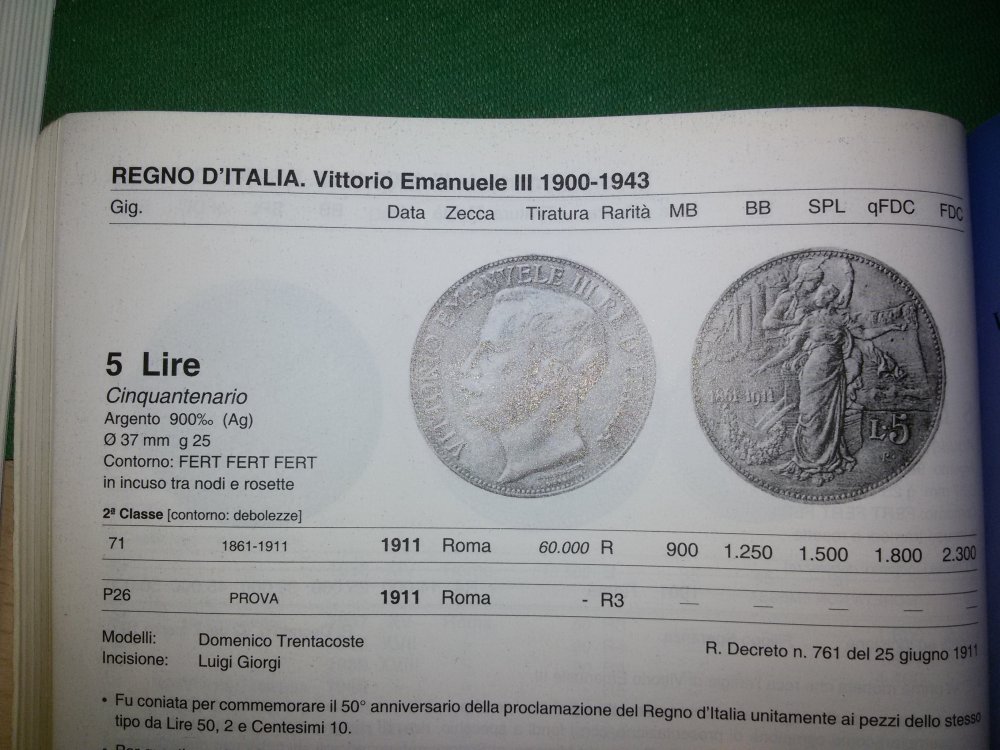 REGNO D'ITALIA. Vittorio Emanuele III 1900-1943
Gig. Data Zecca Tiratura Rarità MB BB SPL qFDC FDC
VITTORIO EMANUELE III RE D'ITALIA
1861 1911
L.5
5 Lire
Cinquantenario
Argento 900‰ (Ag)
Ø 37 mm g 25
Contorno: FERT FERT FERT
in incuso tra nodi e rosette
2ª Classe [contorno: debolezze]
71 1861-1911 1911 Roma 60.000 R 900 1.250 1.500 1.800 2.300
P26 PROVA 1911 Roma - R3 — — — — —
Modelli: Domenico Trentacoste
Incisione: Luigi Giorgi
R. Decreto n. 761 del 25 giugno 1911
• Fu coniata per commemorare il 50° anniversario della proclamazione del Regno d'Italia unitamente ai pezzi dello stesso
tipo da Lire 50, 2 e Centesimi 10.